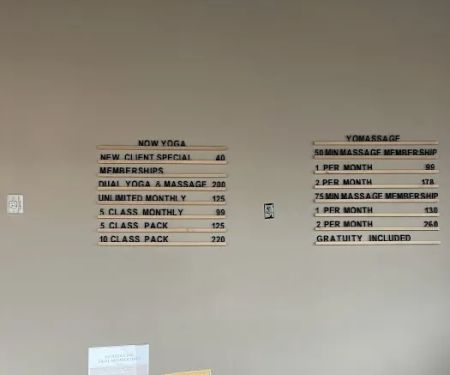 NOW YOGA
NEW CLIENT SPECIAL 40
MEMBERSHIPS
DUAL YOGA & MASSAGE 200
UNLIMITED MONTHLY 125
5 CLASS MONTHLY 99
5 CLASS PACK 125
10 CLASS PACK 220
YOMASSAGE
50 MIN MASSAGE MEMBERSHIP
1 PER MONTH 99
2 PER MONTH 178
75 MIN MASSAGE MEMBERSHIP
1 PER MONTH 130
2 PER MONTH 260
GRATUITY INCLUDED